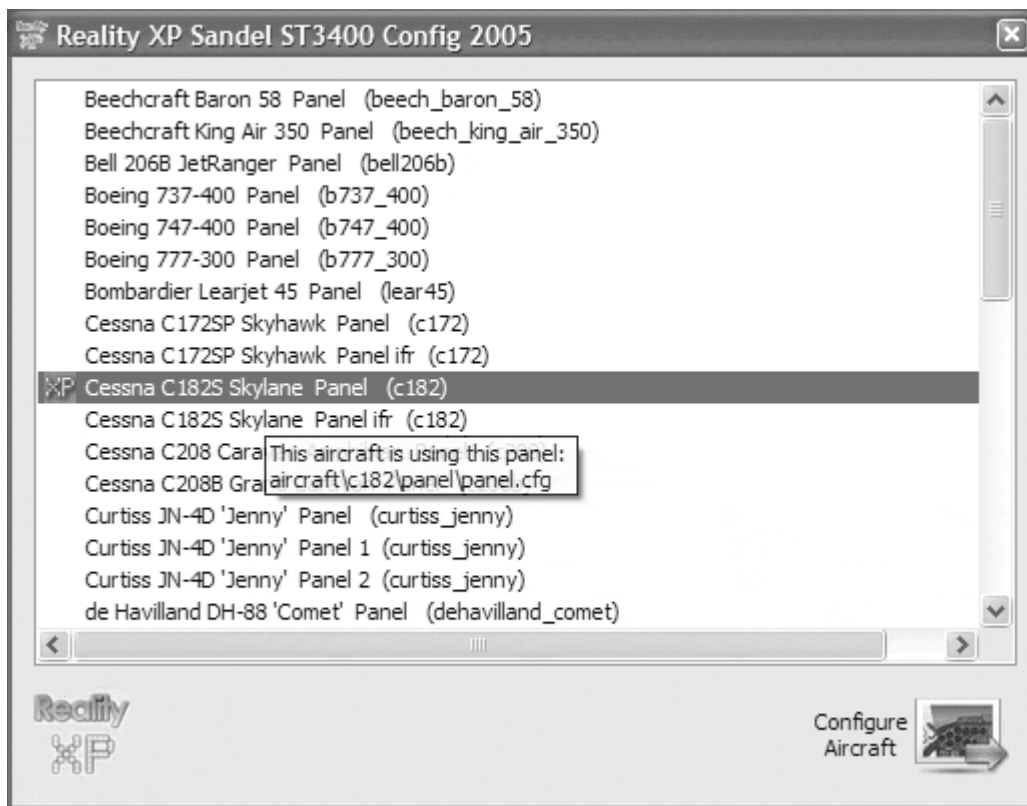 Reality XP Sandel ST3400 Config 2005
Beechcraft Baron 58 Panel (beech_baron_58)
Beechcraft King Air 350 Panel (beech_king_air_350)
Bell 206B JetRanger Panel (bell206b)
Boeing 737-400 Panel (b737_400)
Boeing 747-400 Panel (b747_400)
Boeing 777-300 Panel (b777_300)
Bombardier Learjet 45 Panel (lear45)
Cessna C172SP Skyhawk Panel (c172)
Cessna C172SP Skyhawk Panel ifr (c172)
XP Cessna C182S Skylane Panel (c182)
Cessna C182S Skylane Panel ifr (c182)
Cessna C208
This aircraft is using this panel:
Cessna C208B
aircraft\c182\panel\panel.cfg
Curtiss JN-4D 'Jenny' Panel (curtiss_jenny)
Curtiss JN-4D 'Jenny' Panel 1 (curtiss_jenny)
Curtiss JN-4D 'Jenny' Panel 2 (curtiss_jenny)
de Havilland DH-88 'Comet' Panel (dehavilland_comet)
Reality
XP
Configure
Aircraft